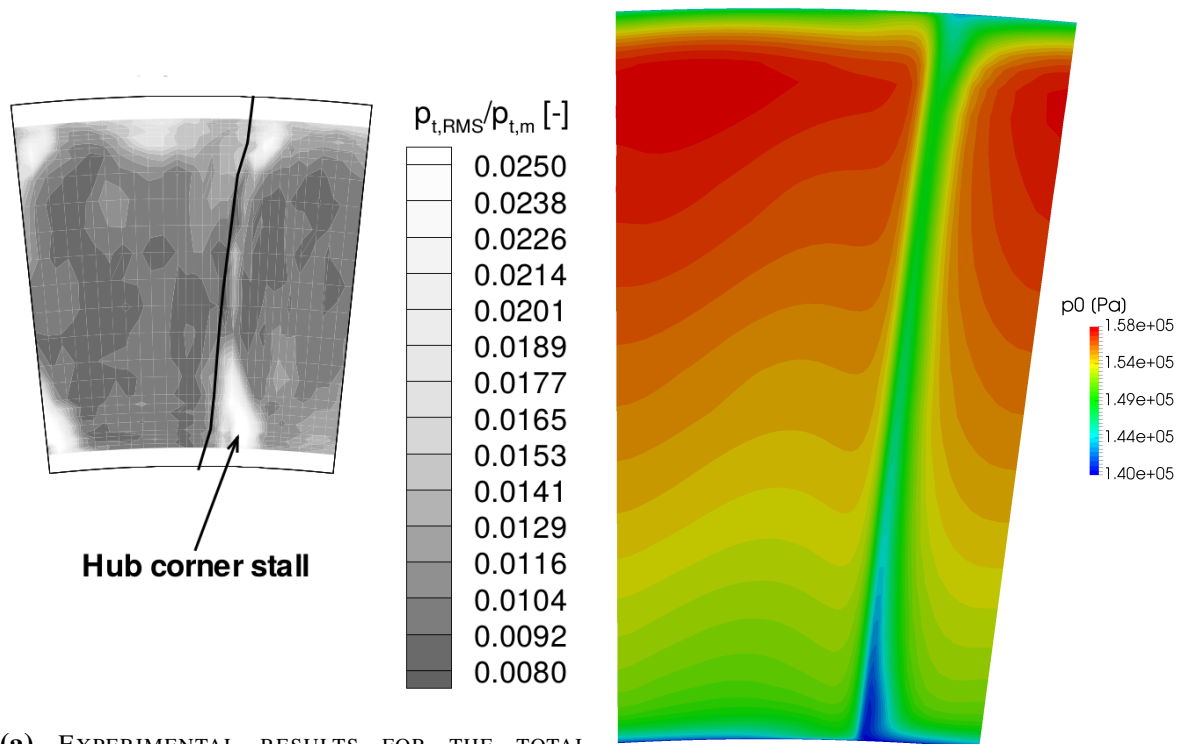 p_t,RMS/p_t,m [-]
0.0250
0.0238
0.0226
0.0214
0.0201
0.0189
0.0177
0.0165
0.0153
0.0141
0.0129
0.0116
0.0104
0.0092
0.0080
Hub corner stall
p0 (Pa)
1.58e+05
1.54e+05
1.49e+05
1.44e+05
1.40e+05
(a) EXPERIMENTAL RESULTS FOR THE TOTAL